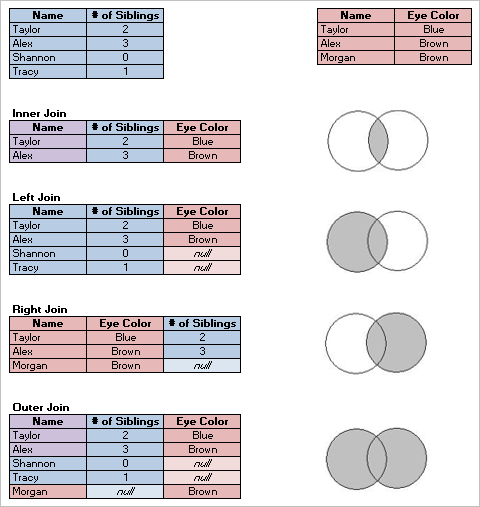 Name # of Siblings
Taylor 2
Alex 3
Shannon 0
Tracy 1
Name Eye Color
Taylor Blue
Alex Brown
Morgan Brown
Inner Join
Name # of Siblings Eye Color
Taylor 2 Blue
Alex 3 Brown
Left Join
Name # of Siblings Eye Color
Taylor 2 Blue
Alex 3 Brown
Shannon 0 null
Tracy 1 null
Right Join
Name Eye Color # of Siblings
Taylor Blue 2
Alex Brown 3
Morgan Brown null
Outer Join
Name # of Siblings Eye Color
Taylor 2 Blue
Alex 3 Brown
Shannon 0 null
Tracy 1 null
Morgan null Brown